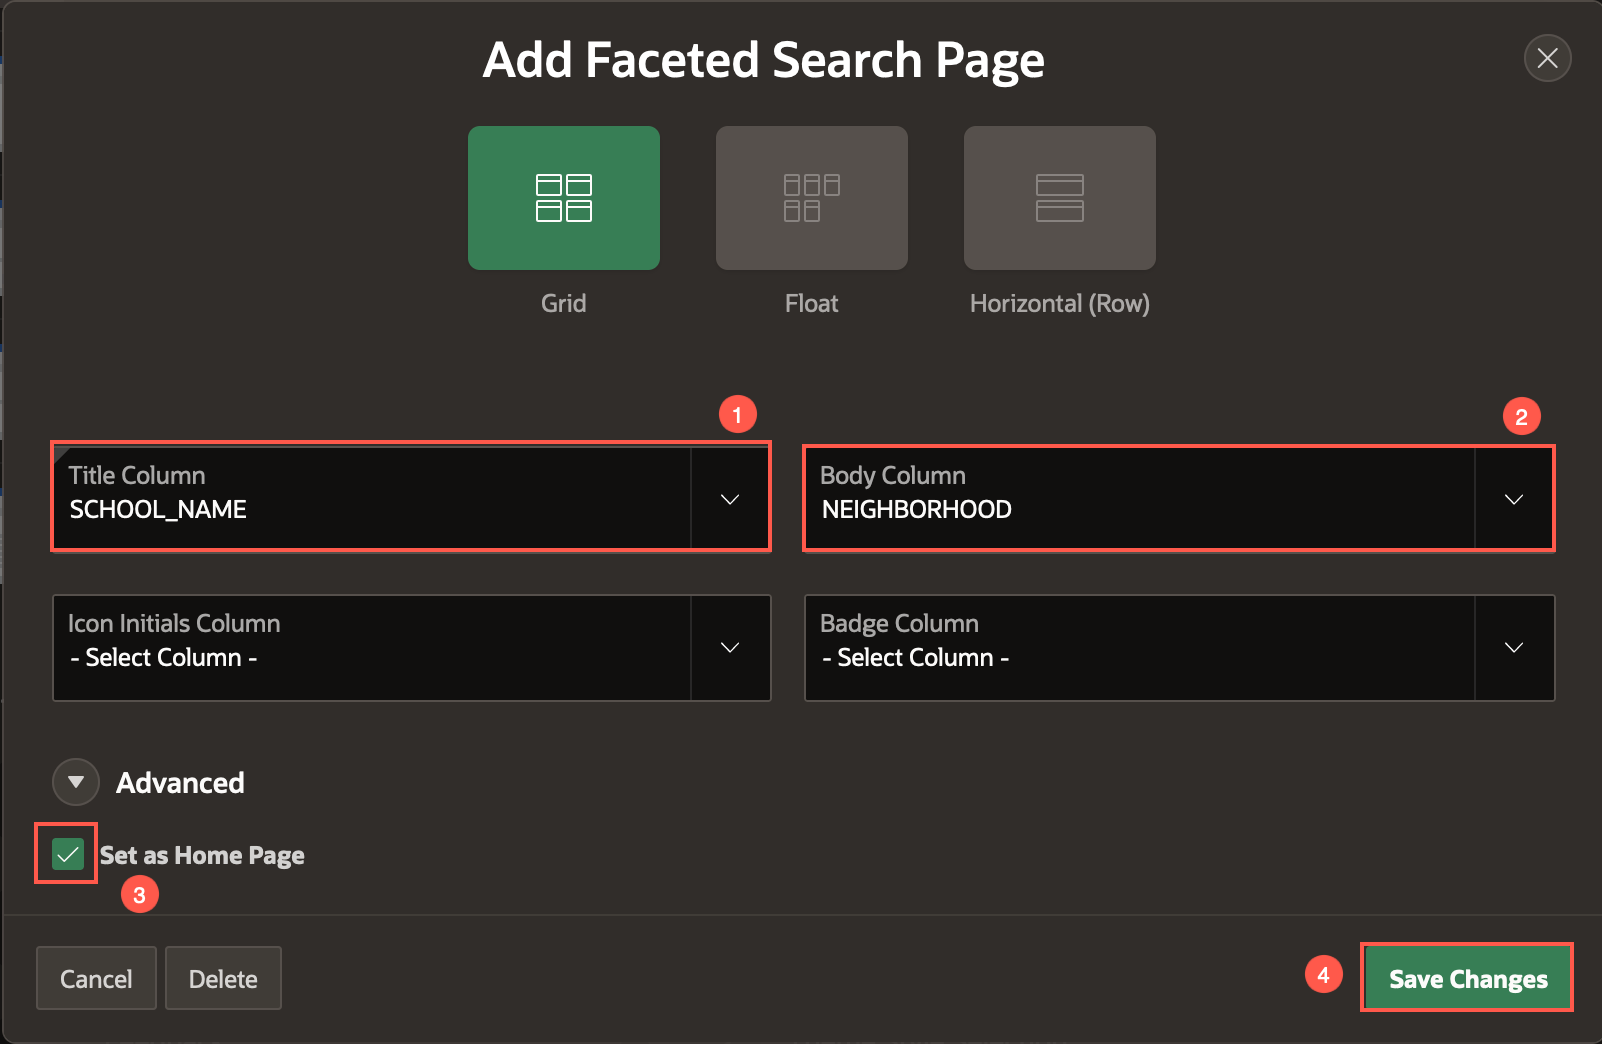 Add Faceted Search Page
Grid
Float
Horizontal (Row)
1
2
Title Column
SCHOOL_NAME
Body Column
NEIGHBORHOOD
Icon Initials Column
- Select Column -
Badge Column
- Select Column -
Advanced
Set as Home Page
3
Cancel
Delete
4
Save Changes